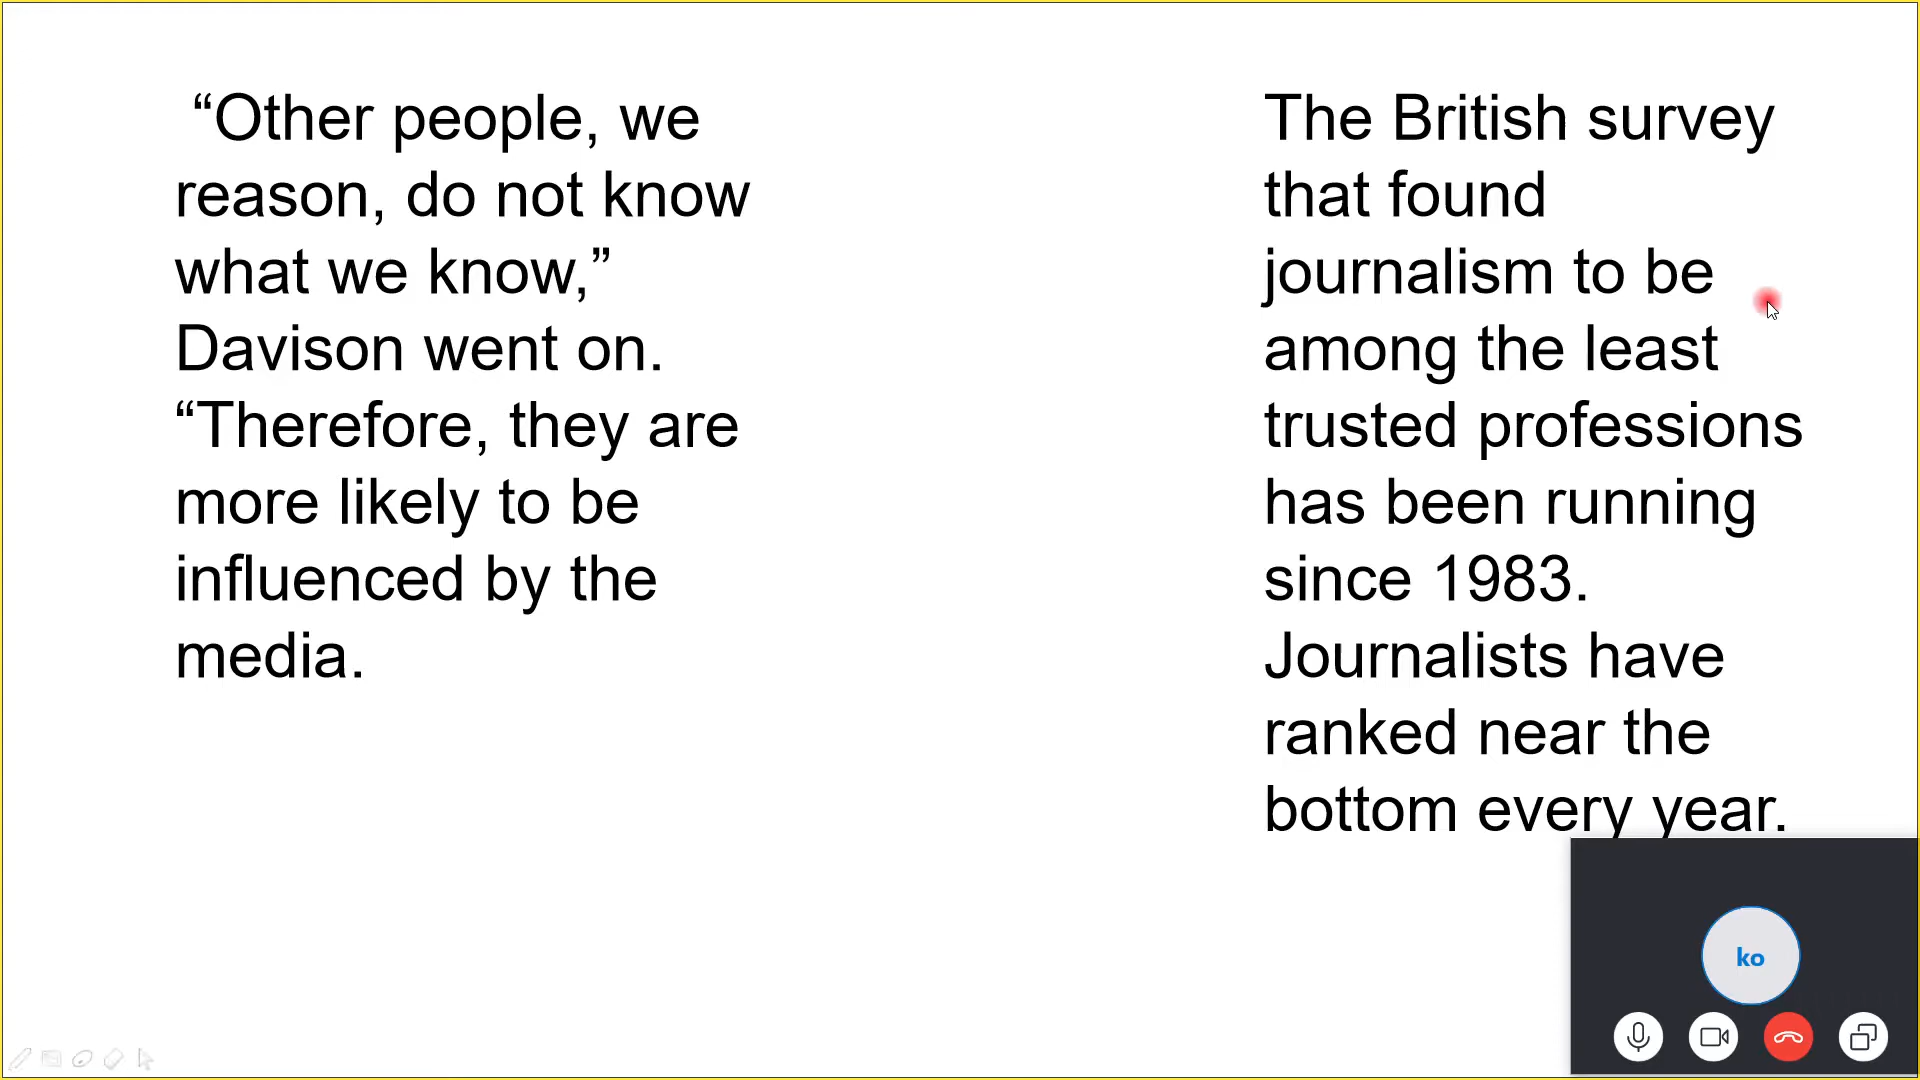 “Other people, we
reason, do not know
what we know,”
Davison went on.
“Therefore, they are
more likely to be
influenced by the
media.
The British survey
that found
journalism to be
among the least
trusted professions
has been running
since 1983.
Journalists have
ranked near the
bottom every year.
ko